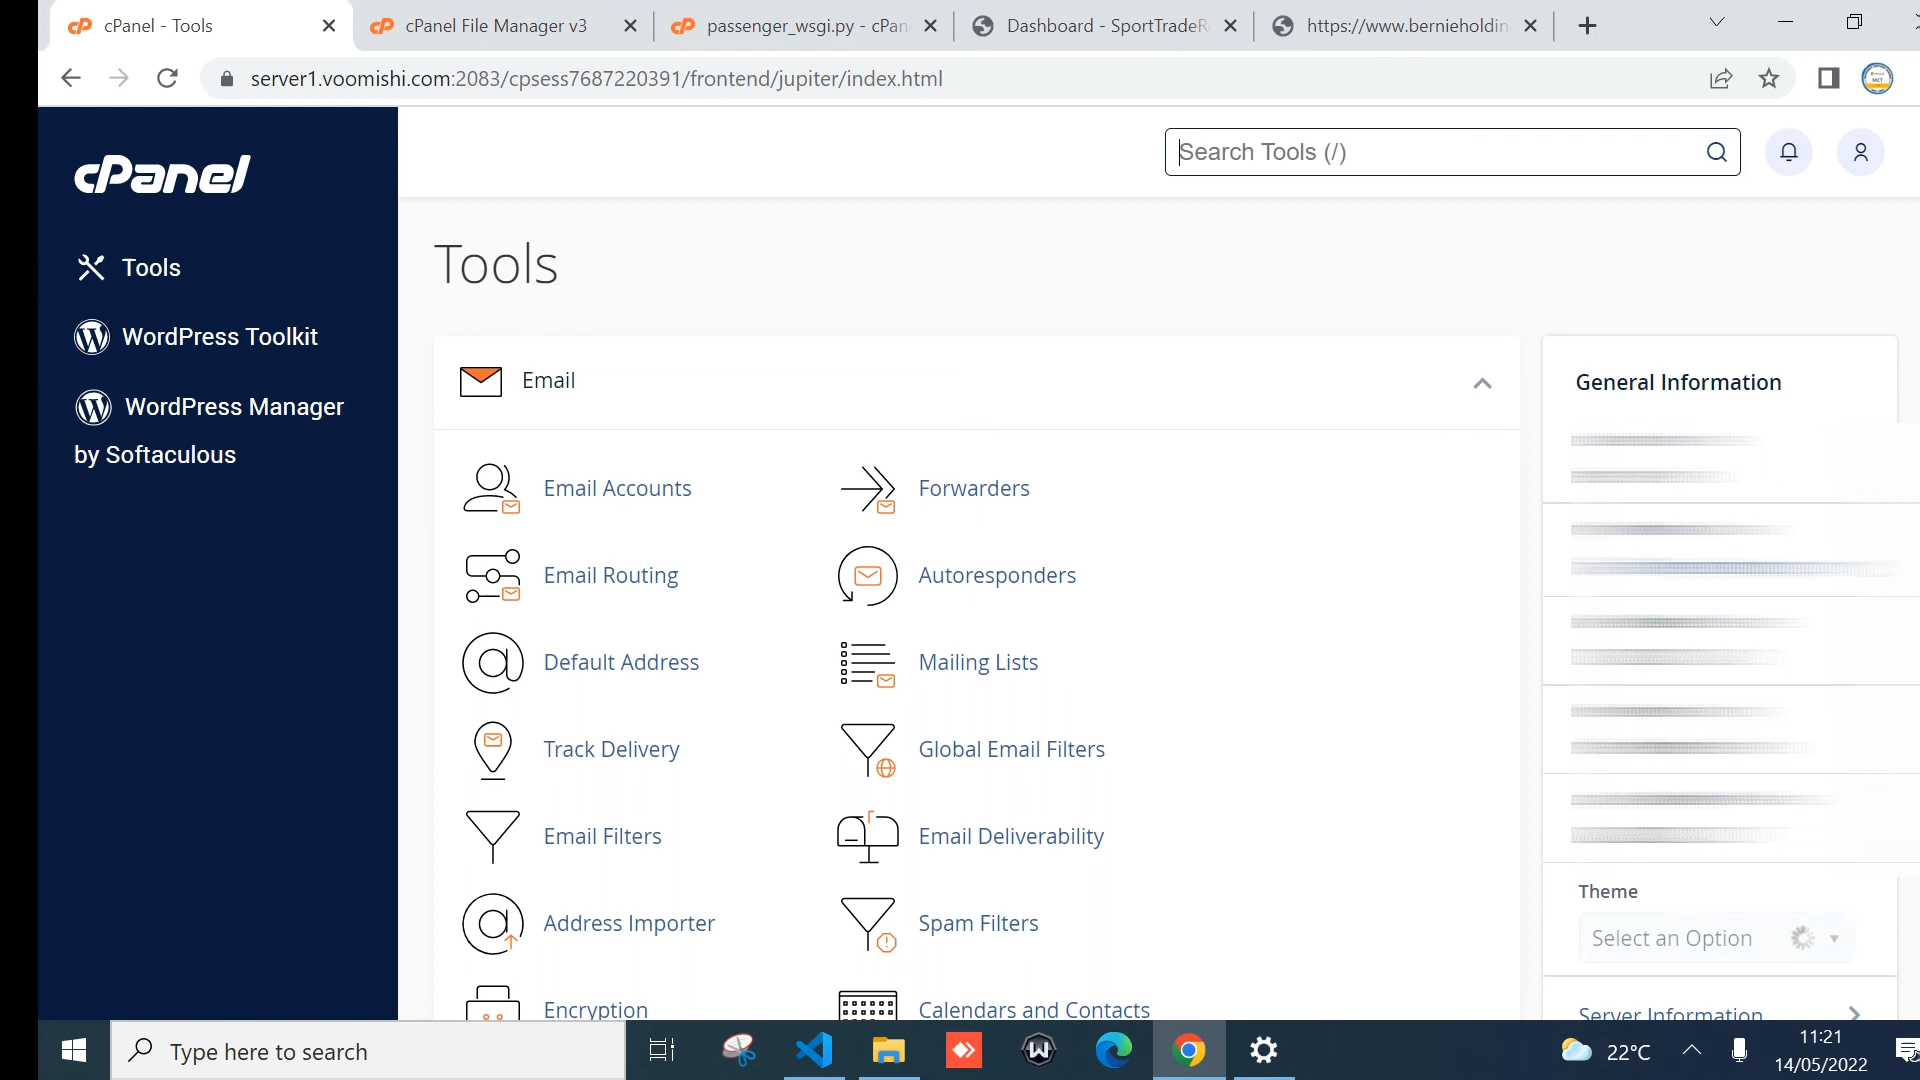 cPanel - Tools
cPanel File Manager v3
passenger_wsgi.py - cPan
Dashboard - SportTradeR
https://www.bernieholdin
server1.voomishi.com:2083/cpsess7687220391/frontend/jupiter/index.html
cPanel
Search Tools (/)
Tools
WordPress Toolkit
WordPress Manager
by Softaculous
Tools
Email
Email Accounts
Forwarders
Email Routing
Autoresponders
Default Address
Mailing Lists
Track Delivery
Global Email Filters
Email Filters
Email Deliverability
Address Importer
Spam Filters
Encryption
Calendars and Contacts
General Information
Theme
Select an Option
Server Information
Type here to search
22°C
11:21
14/05/2022